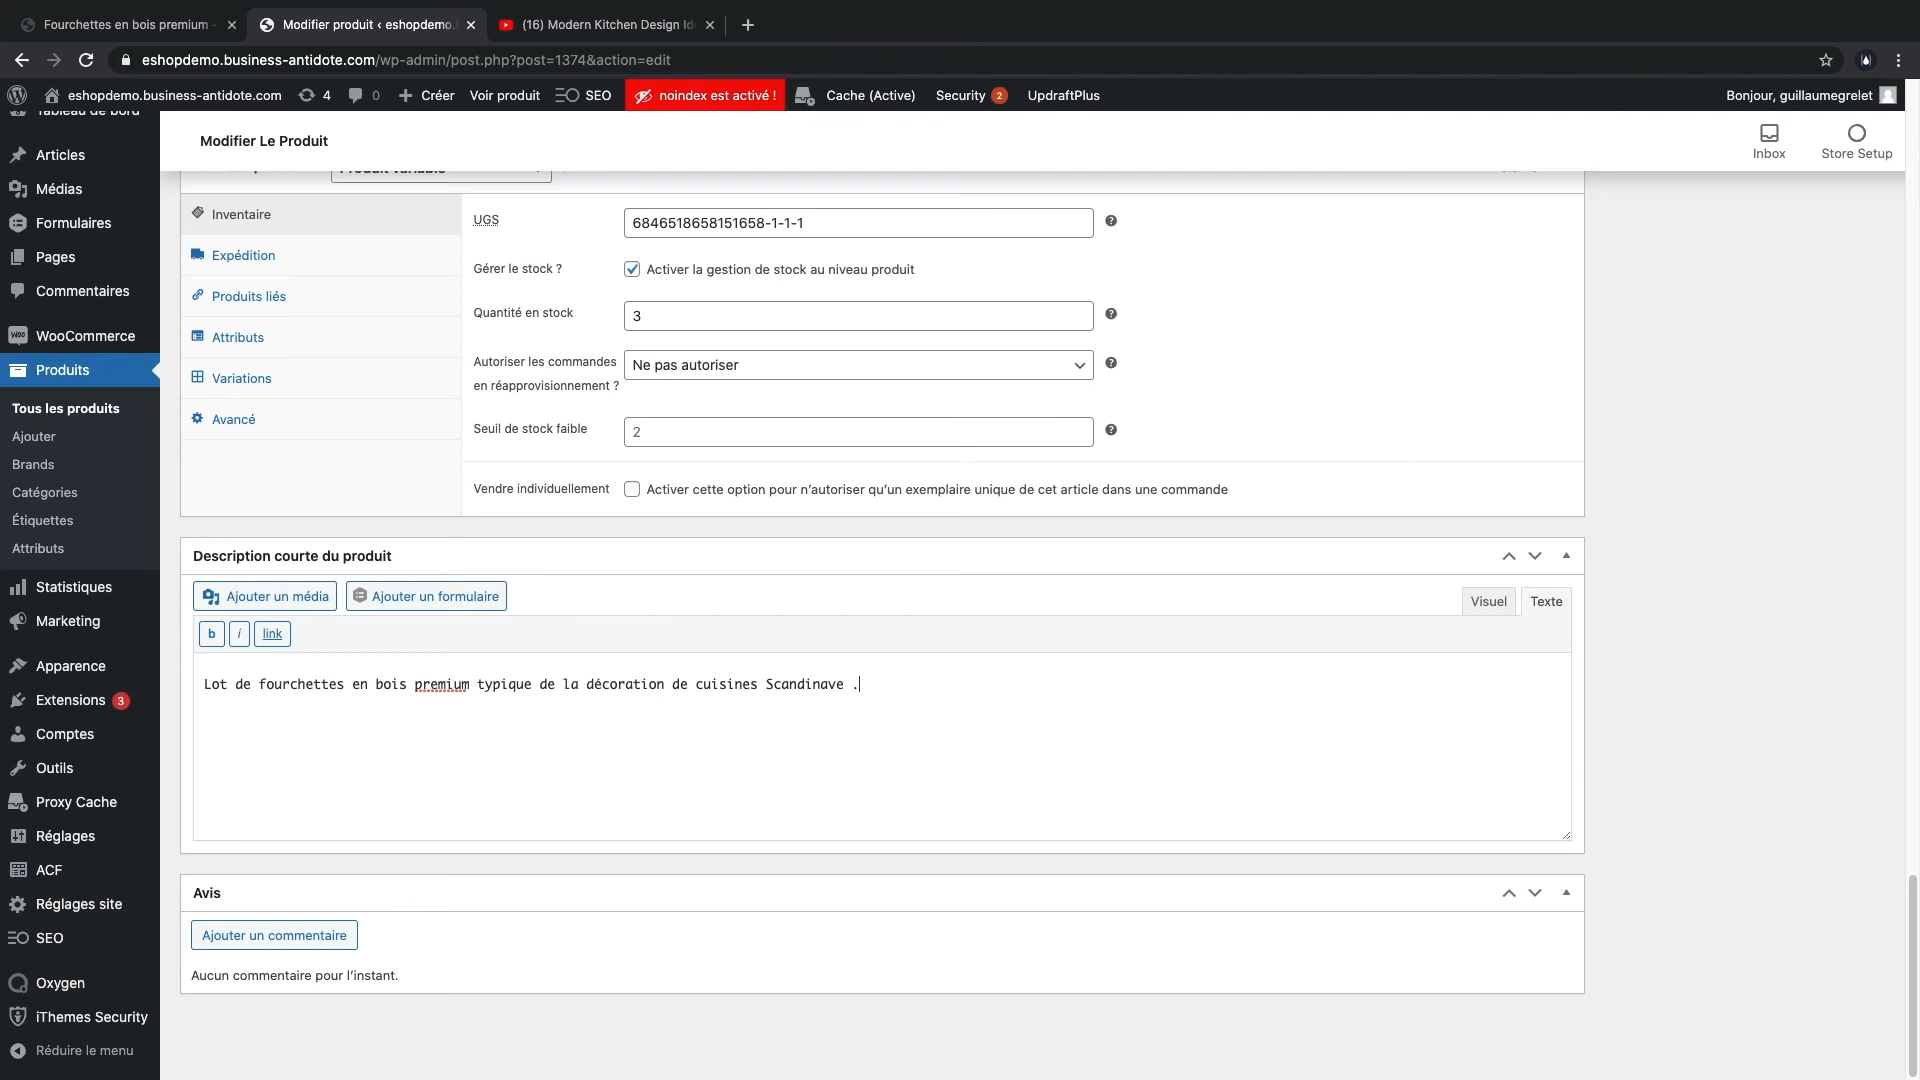 Fourchettes en bois premium -
Modifier produit ‹ eshopdemo.
(16) Modern Kitchen Design Id
eshopdemo.business-antidote.com/wp-admin/post.php?post=1374&action=edit
eshopdemo.business-antidote.com
4
0
Créer
Voir produit
SEO
noindex est activé !
Cache (Active)
Security 2
UpdraftPlus
Bonjour, guillaumegrelet
Tableau de bord
Articles
Médias
Formulaires
Pages
Commentaires
WooCommerce
Produits
Tous les produits
Ajouter
Brands
Catégories
Étiquettes
Attributs
Statistiques
Marketing
Apparence
Extensions 3
Comptes
Outils
Proxy Cache
Réglages
ACF
Réglages site
SEO
Oxygen
iThemes Security
Réduire le menu
Modifier Le Produit
Inbox
Store Setup
Produit variable
Inventaire
Expédition
Produits liés
Attributs
Variations
Avancé
UGS
6846518658151658-1-1-1
Gérer le stock ?
Activer la gestion de stock au niveau produit
Quantité en stock
3
Autoriser les commandes
en réapprovisionnement ?
Ne pas autoriser
Seuil de stock faible
2
Vendre individuellement
Activer cette option pour n’autoriser qu’un exemplaire unique de cet article dans une commande
Description courte du produit
Ajouter un média
Ajouter un formulaire
Visuel
Texte
b
i
link
Lot de fourchettes en bois premium typique de la décoration de cuisines Scandinave .
Avis
Ajouter un commentaire
Aucun commentaire pour l’instant.